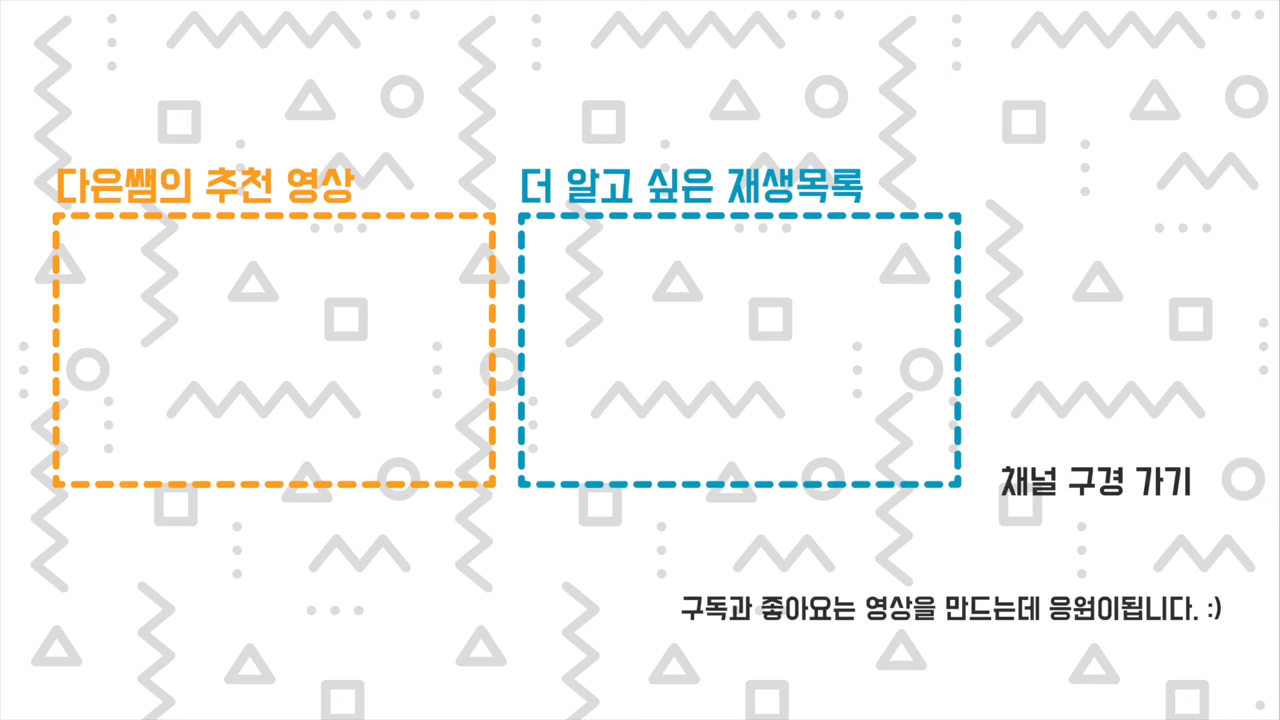 다은쌤의 추천 영상
더 알고 싶은 재생목록
채널 구경 가기
구독과 좋아요는 영상을 만드는데 응원이됩니다. :)